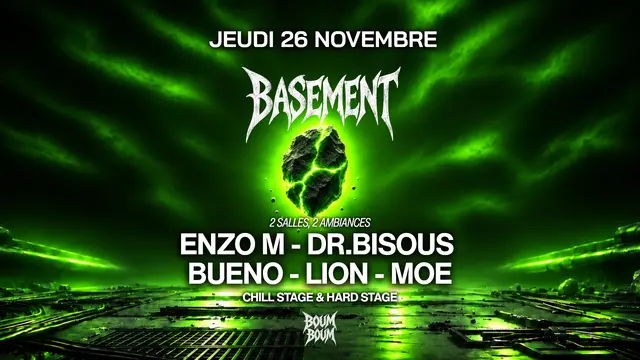 JEUDI 26 NOVEMBRE
BASEMENT
2 SALLES, 2 AMBIANCES
ENZO M - DR.BISOUS
BUENO - LION - MOE
CHILL STAGE & HARD STAGE
BOUM
BOUM